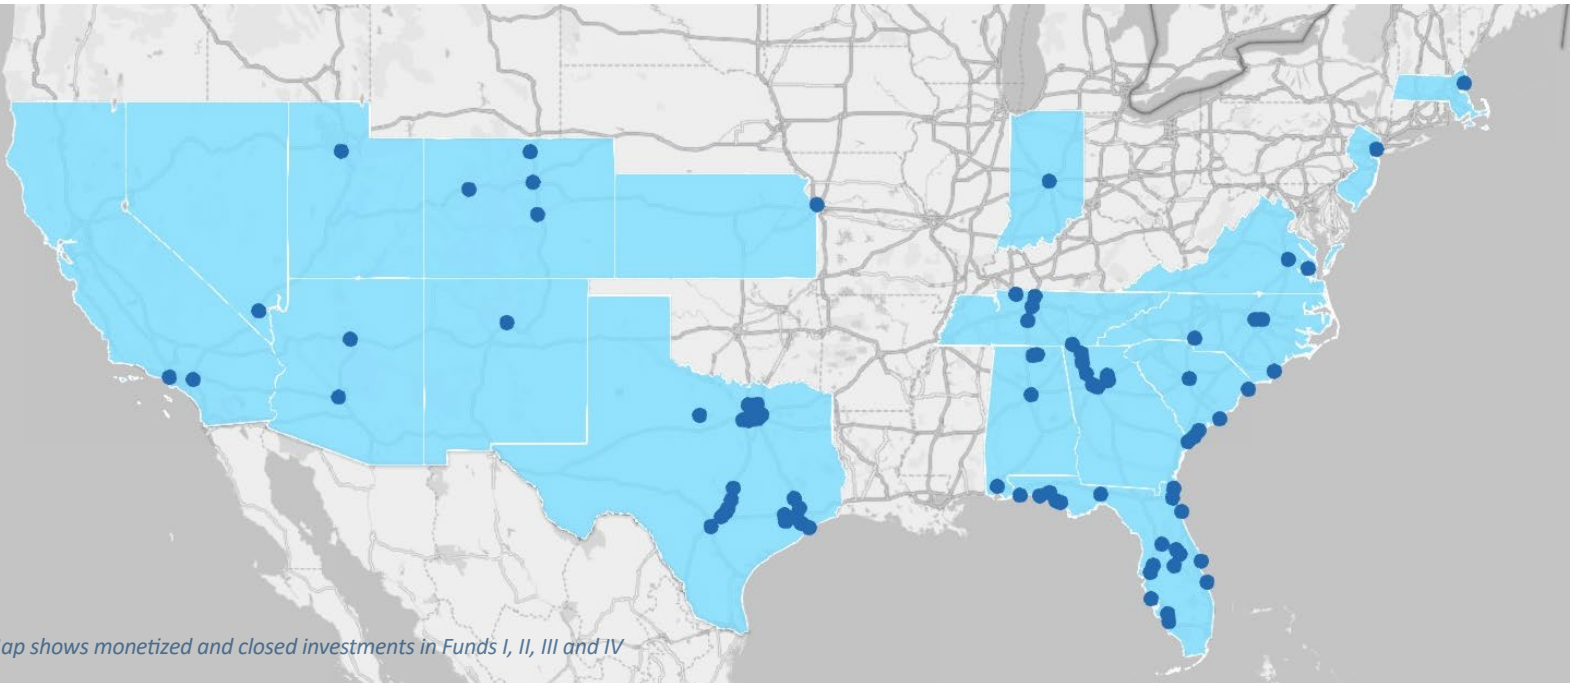 ap shows monetized and closed investments in Funds I, II, III and IV